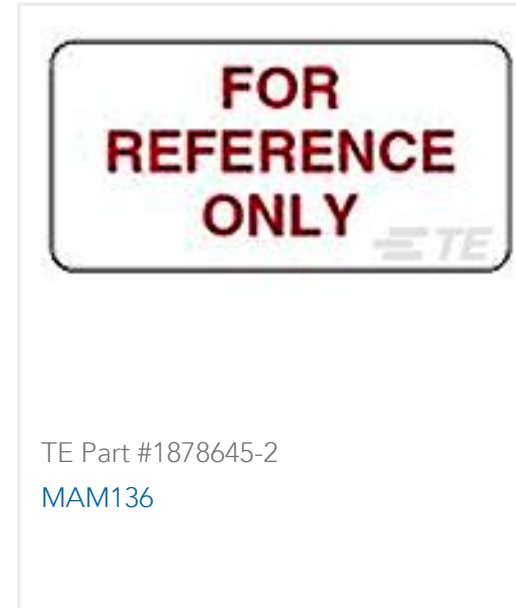 FOR
REFERENCE
ONLY
TE
TE Part #1878645-2
MAM136